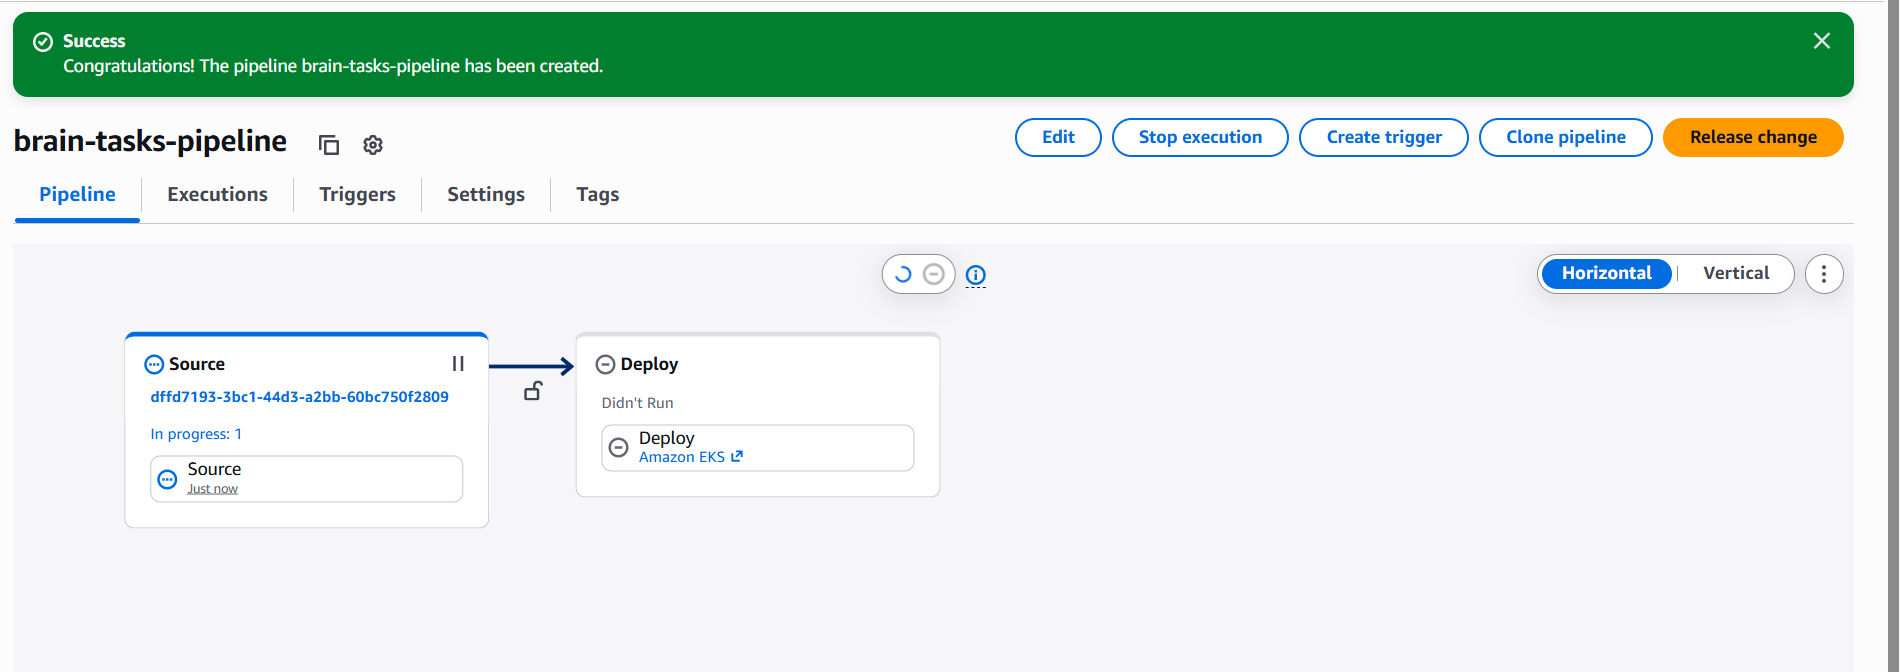 Success
Congratulations! The pipeline brain-tasks-pipeline has been created.
brain-tasks-pipeline
Edit
Stop execution
Create trigger
Clone pipeline
Release change
Pipeline
Executions
Triggers
Settings
Tags
Horizontal
Vertical
Source
dffd7193-3bc1-44d3-a2bb-60bc750f2809
In progress: 1
Source
Just now
Deploy
Didn't Run
Deploy
Amazon EKS